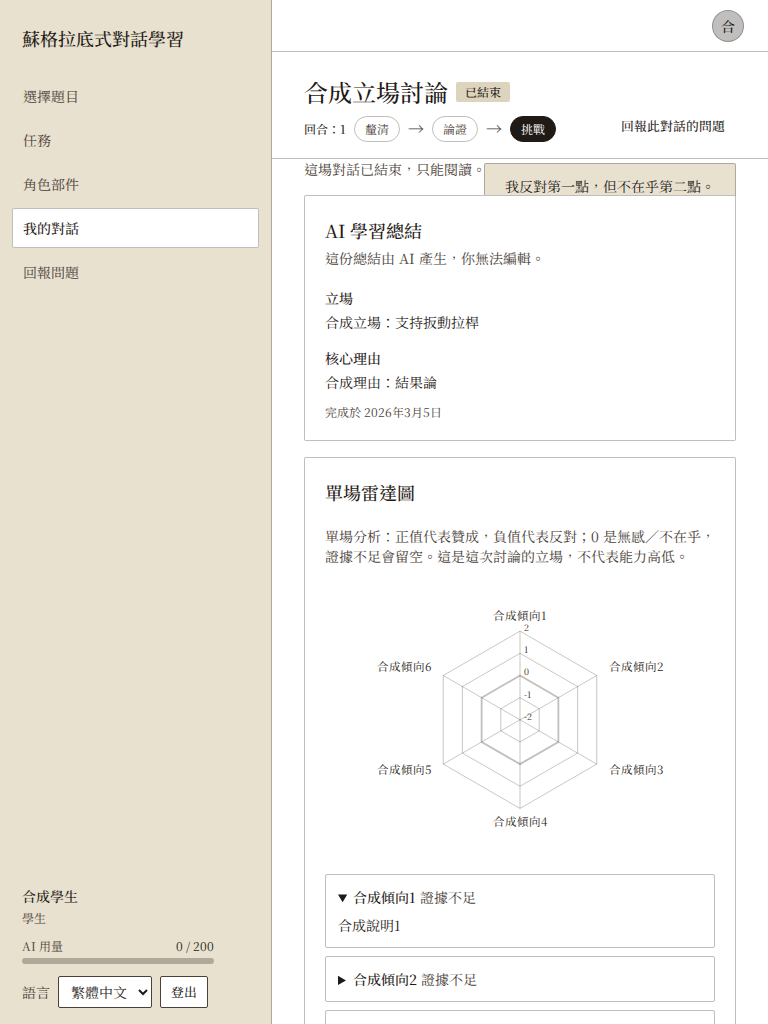 蘇格拉底式對話學習
選擇題目
任務
角色部件
我的對話
回報問題
合成學生
學生
AI 用量 0 / 200
語言 繁體中文 登出
合
合成立場討論 已結束
回合：1 釐清 → 論證 → 挑戰 回報此對話的問題
這場對話已結束，只能閱讀。
我反對第一點，但不在乎第二點。
AI 學習總結
這份總結由 AI 產生，你無法編輯。
立場
合成立場：支持扳動拉桿
核心理由
合成理由：結果論
完成於 2026年3月5日
單場雷達圖
單場分析：正值代表贊成，負值代表反對；0 是無感／不在乎，
證據不足會留空。這是這次討論的立場，不代表能力高低。
合成傾向1
2
1
0
-1
-2
合成傾向6 合成傾向2
合成傾向5 合成傾向3
合成傾向4
合成傾向1 證據不足
合成說明1
合成傾向2 證據不足